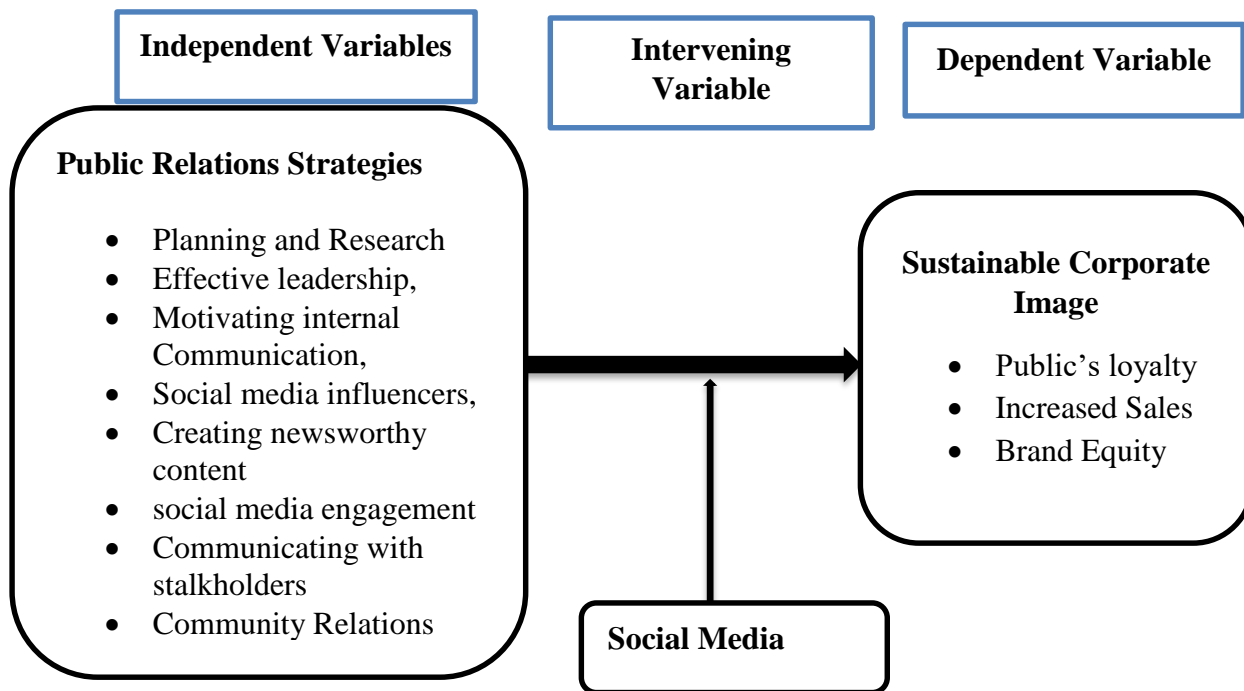 Independent Variables
Intervening
Variable
Dependent Variable
Public Relations Strategies
• Planning and Research
• Effective leadership,
• Motivating internal
Communication,
• Social media influencers,
• Creating newsworthy
content
• social media engagement
• Communicating with
stalkholders
• Community Relations
Sustainable Corporate
Image
• Public’s loyalty
• Increased Sales
• Brand Equity
Social Media